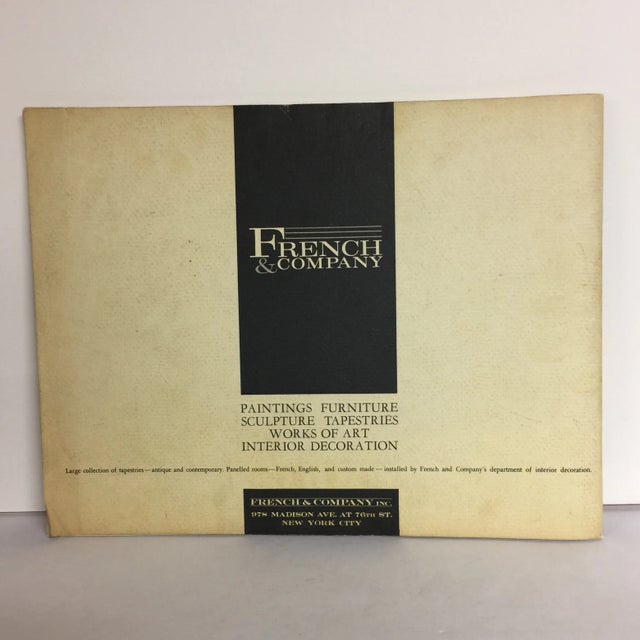 FRENCH
& COMPANY
PAINTINGS FURNITURE
SCULPTURE TAPESTRIES
WORKS OF ART
INTERIOR DECORATION
Large collection of tapestries—antique and contemporary. Panelled rooms—French, English, and custom made—installed by French and Company's department of interior decoration.
FRENCH & COMPANY INC.
978 MADISON AVE. AT 76TH ST.
NEW YORK CITY